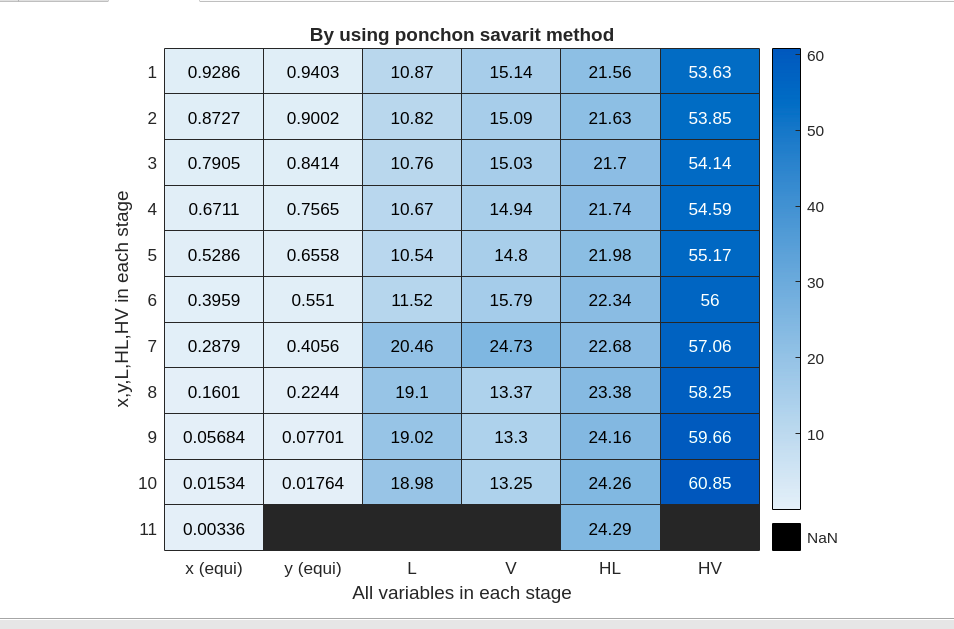 By using ponchon savarit method
1 0.9286 0.9403 10.87 15.14 21.56 53.63
2 0.8727 0.9002 10.82 15.09 21.63 53.85
3 0.7905 0.8414 10.76 15.03 21.7 54.14
4 0.6711 0.7565 10.67 14.94 21.74 54.59
5 0.5286 0.6558 10.54 14.8 21.98 55.17
6 0.3959 0.551 11.52 15.79 22.34 56
7 0.2879 0.4056 20.46 24.73 22.68 57.06
8 0.1601 0.2244 19.1 13.37 23.38 58.25
9 0.05684 0.07701 19.02 13.3 24.16 59.66
10 0.01534 0.01764 18.98 13.25 24.26 60.85
11 0.00336 24.29
x (equi) y (equi) L V HL HV
All variables in each stage
x,y,L,HL,HV in each stage
60
50
40
30
20
10
NaN